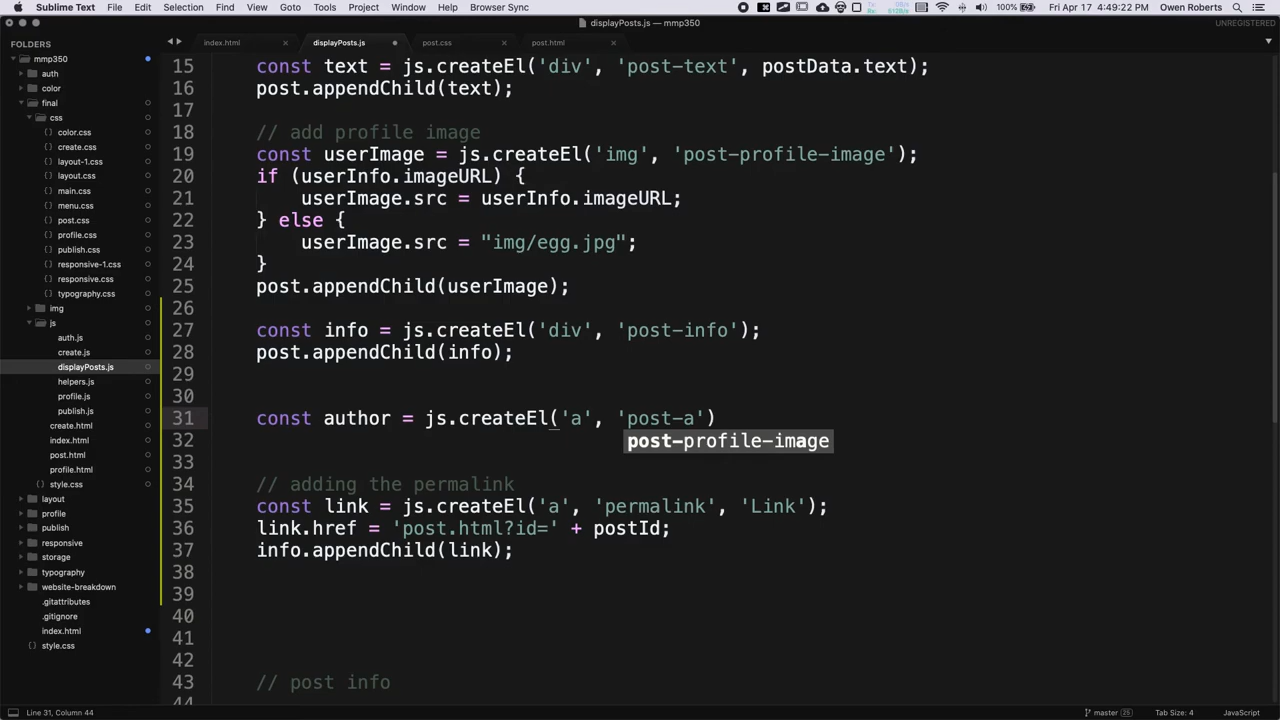 Sublime Text File Edit Selection Find View Goto Tools Project Window Help Browser Sync 100% Fri Apr 17 4:49:22 PM Owen Roberts
displayPosts.js — mmp350 UNREGISTERED
index.html displayPosts.js post.css post.html
FOLDERS
mmp350
auth
color
final
css
color.css
create.css
layout-1.css
layout.css
main.css
menu.css
post.css
profile.css
publish.css
responsive-1.css
responsive.css
typography.css
img
js
auth.js
create.js
displayPosts.js
helpers.js
profile.js
publish.js
create.html
index.html
post.html
profile.html
style.css
layout
profile
publish
responsive
storage
typography
website-breakdown
.gitattributes
.gitignore
index.html
style.css
15 const text = js.createEl('div', 'post-text', postData.text);
16 post.appendChild(text);
17
18 // add profile image
19 const userImage = js.createEl('img', 'post-profile-image');
20 if (userInfo.imageURL) {
21 userImage.src = userInfo.imageURL;
22 } else {
23 userImage.src = "img/egg.jpg";
24 }
25 post.appendChild(userImage);
26
27 const info = js.createEl('div', 'post-info');
28 post.appendChild(info);
29
30
31 const author = js.createEl('a', 'post-a')
32 post-profile-image
33
34 // adding the permalink
35 const link = js.createEl('a', 'permalink', 'Link');
36 link.href = 'post.html?id=' + postId;
37 info.appendChild(link);
38
39
40
41
42
43 // post info
44
Line 31, Column 44 master 25 Tab Size: 4 JavaScript